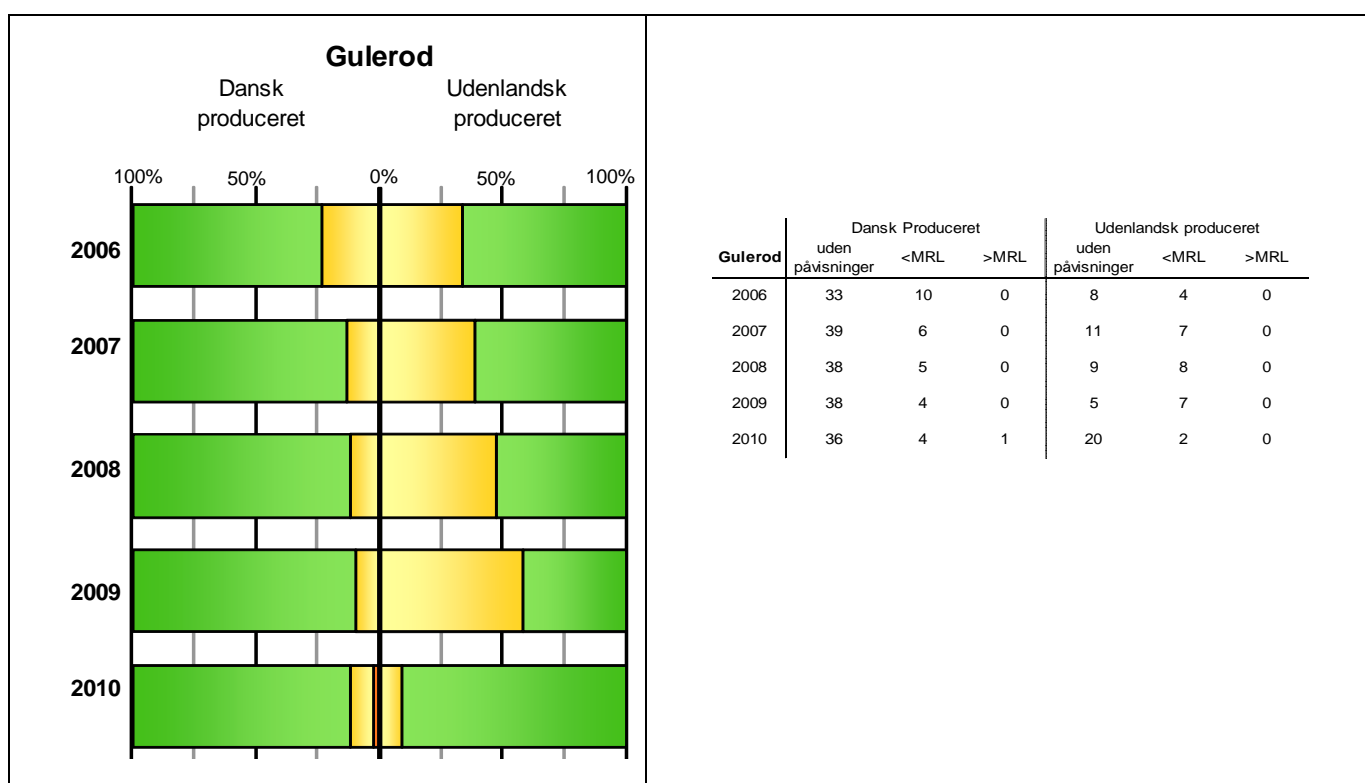 Gulerod
Dansk produceret
Udenlandsk produceret
100% 50% 0% 50% 100%
2006
2007
2008
2009
2010
Dansk Produceret Udenlandsk produceret
Gulerod uden påvisninger <MRL >MRL uden påvisninger <MRL >MRL
2006 33 10 0 8 4 0
2007 39 6 0 11 7 0
2008 38 5 0 9 8 0
2009 38 4 0 5 7 0
2010 36 4 1 20 2 0